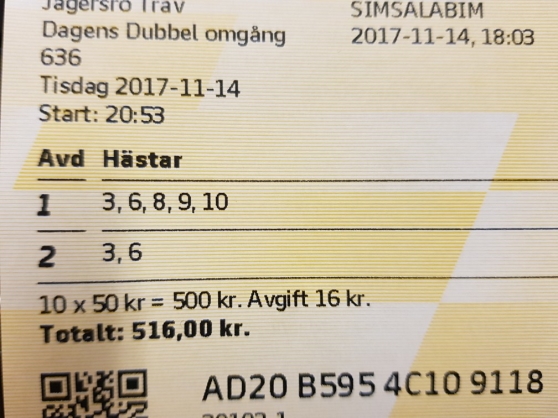 Jägersro Trav
SIMSALABIM
Dagens Dubbel omgång
2017-11-14, 18:03
636
Tisdag 2017-11-14
Start: 20:53
Avd Hästar
1 3, 6, 8, 9, 10
2 3, 6
10 x 50 kr = 500 kr. Avgift 16 kr.
Totalt: 516,00 kr.
AD20 B595 4C10 9118